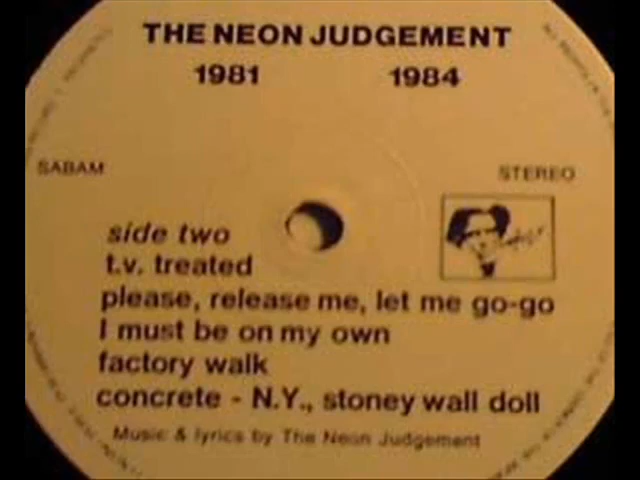 THE NEON JUDGEMENT
1981 1984
SABAM STEREO
side two
t.v. treated
please, release me, let me go-go
I must be on my own
factory walk
concrete - N.Y., stoney wall doll
Music & lyrics by The Neon Judgement